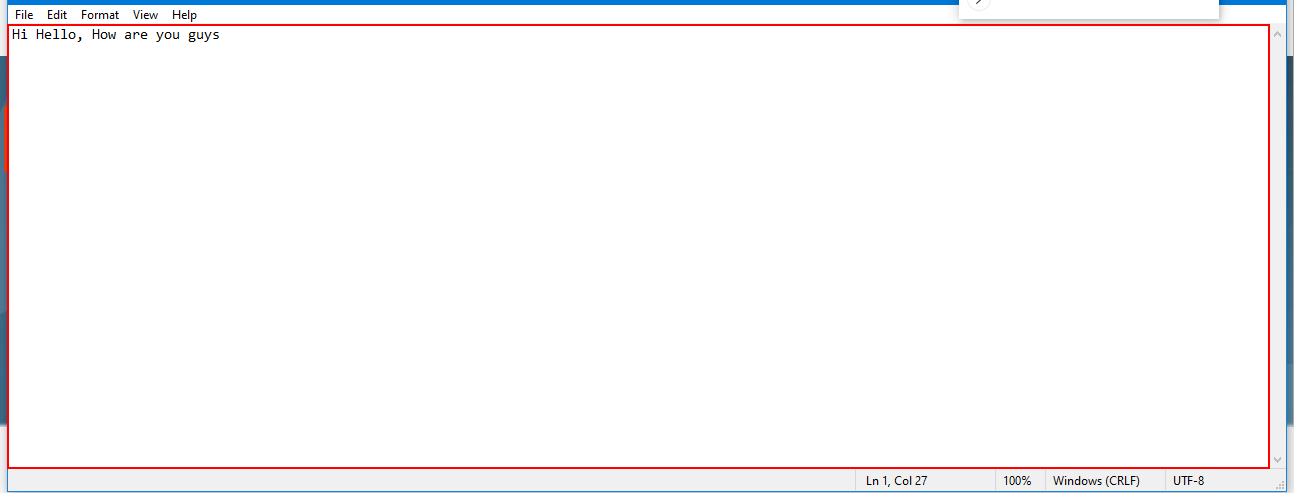 File Edit Format View Help
Hi Hello, How are you guys
Ln 1, Col 27 100% Windows (CRLF) UTF-8